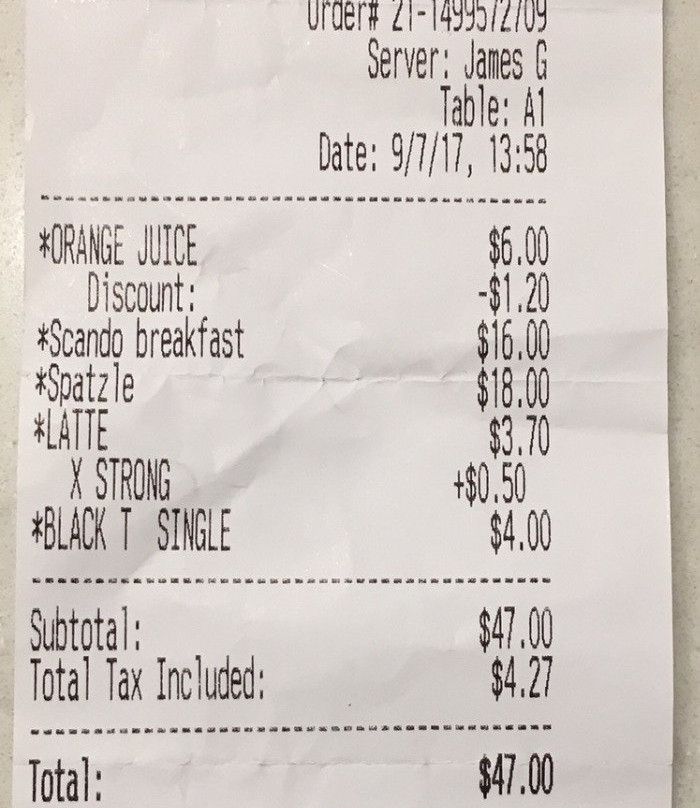 Order# 21-149957/2709
Server: James G
Table: A1
Date: 9/7/17, 13:58
*ORANGE JUICE $6.00
Discount: -$1.20
*Scando breakfast $16.00
*Spatzle $18.00
*LATTE $3.70
X STRONG +$0.50
*BLACK T SINGLE $4.00
Subtotal: $47.00
Total Tax Included: $4.27
Total: $47.00